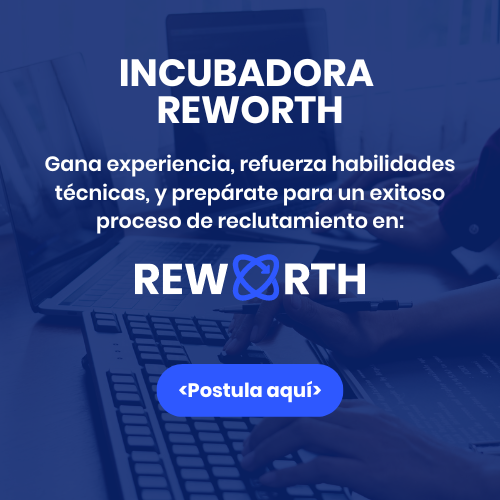 INCUBADORA
REWORTH
Gana experiencia, refuerza habilidades
técnicas, y prepárate para un exitoso
proceso de reclutamiento en:
REWORTH
<Postula aquí>